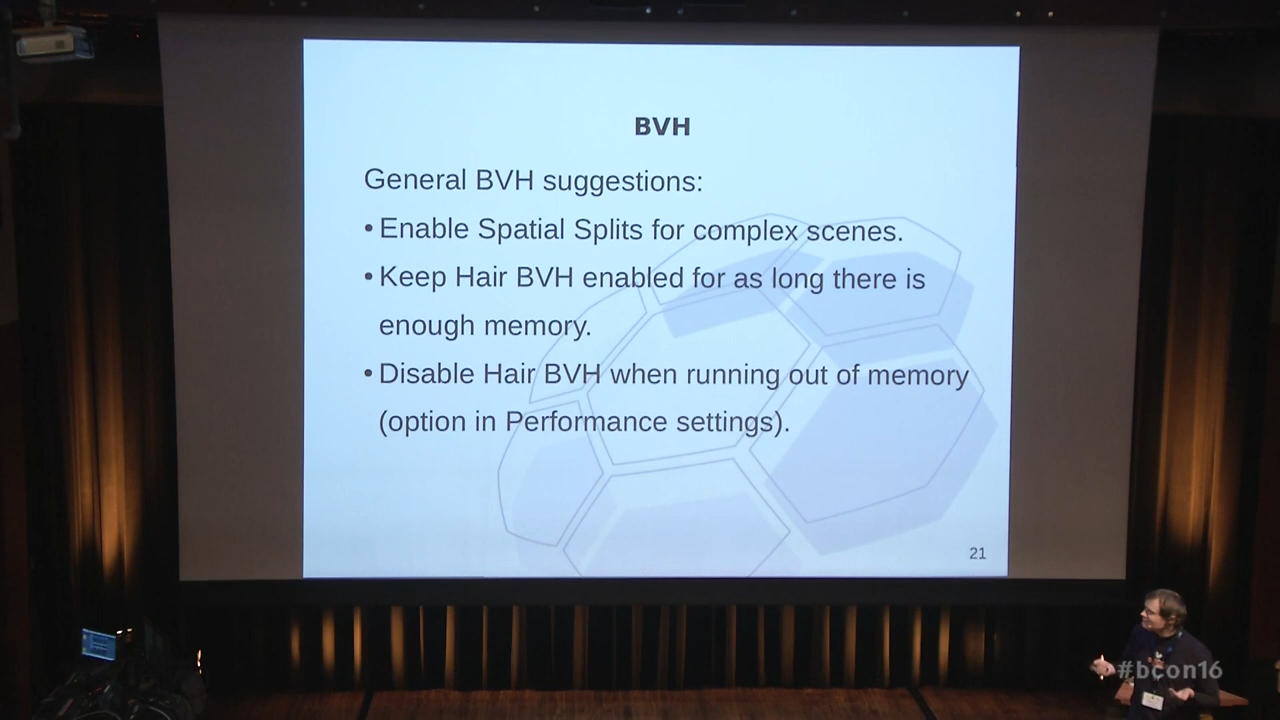 BVH
General BVH suggestions:
• Enable Spatial Splits for complex scenes.
• Keep Hair BVH enabled for as long there is
enough memory.
• Disable Hair BVH when running out of memory
(option in Performance settings).
21
#bcon16